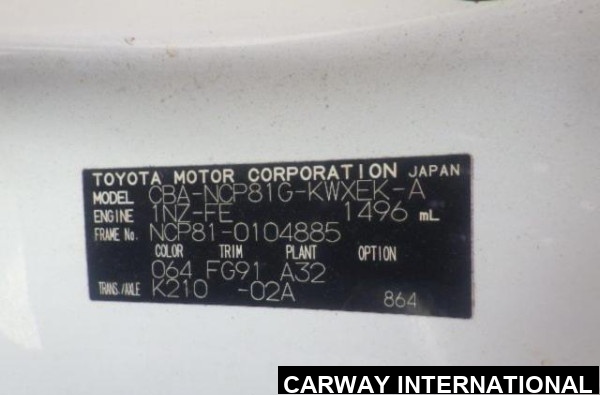 TOYOTA MOTOR CORPORATION JAPAN
MODEL CBA-NCP81G-KWXEK-A
ENGINE 1NZ-FE 1496 mL
FRAME No. NCP81-0104885
COLOR TRIM PLANT OPTION
064 FG91 A32
TRANS./AXLE K210 -02A 864
CARWAY INTERNATIONAL